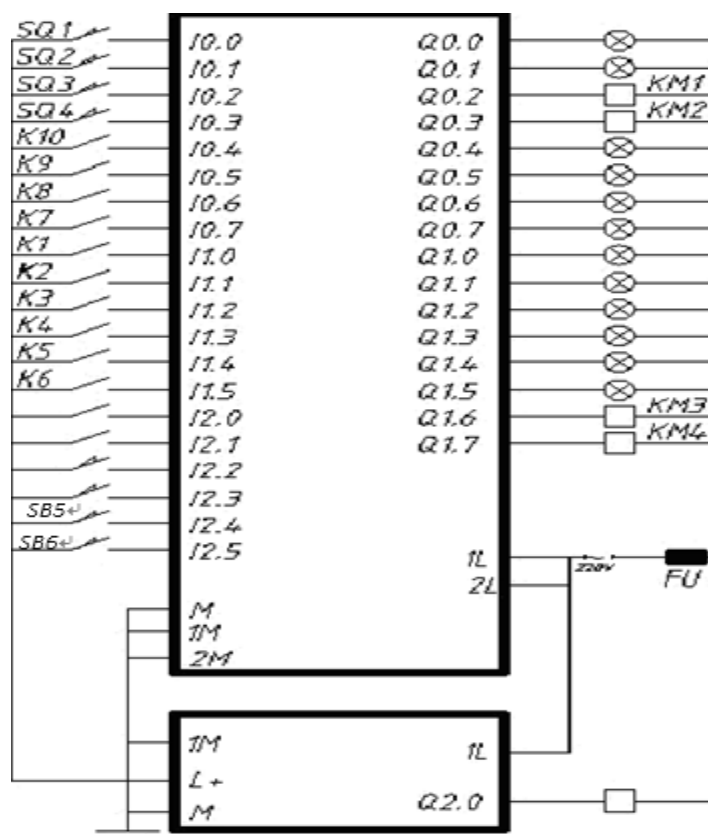 SQ1 I0.0 Q0.0
SQ2 I0.1 Q0.1
SQ3 I0.2 Q0.2 KM1
SQ4 I0.3 Q0.3 KM2
K10 I0.4 Q0.4
K9 I0.5 Q0.5
K8 I0.6 Q0.6
K7 I0.7 Q0.7
K1 I1.0 Q1.0
K2 I1.1 Q1.1
K3 I1.2 Q1.2
K4 I1.3 Q1.3
K5 I1.4 Q1.4
K6 I1.5 Q1.5
I2.0 Q1.6 KM3
I2.1 Q1.7 KM4
I2.2
I2.3
SB5↵ I2.4
SB6↵ I2.5
1L ~ 220V FU
2L
M
1M
2M
1M 1L
L+
M Q2.0